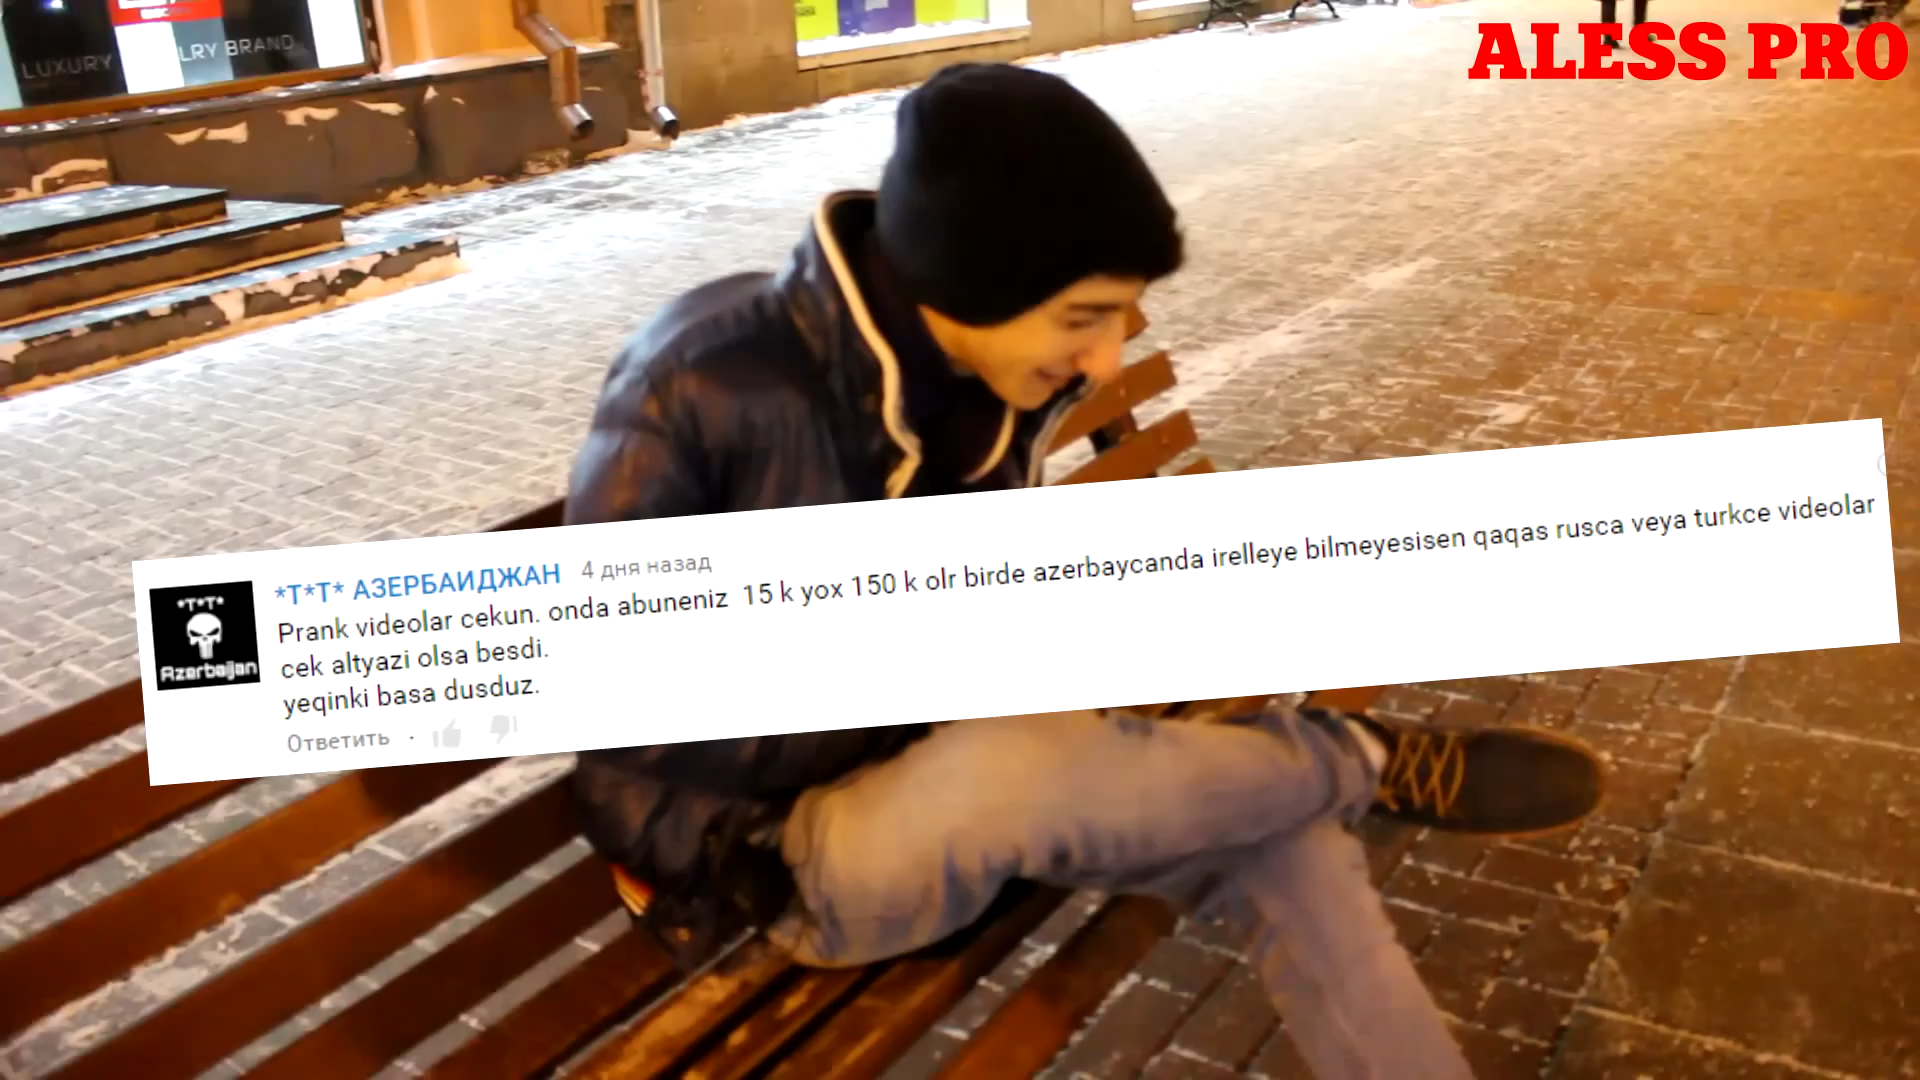 LUXURY
LRY BRAND
ALESS PRO
*T*T* АЗЕРБАИДЖАН 4 дня назад
Prank videolar cekun. onda abuneniz 15 k yox 150 k olr birde azerbaycanda irelleye bilmeyesisen qaqas rusca veya turkce videolar
cek altyazi olsa besdi.
yeqinki basa dusduz.
Ответить ·
*T*T*
Azerbaijan